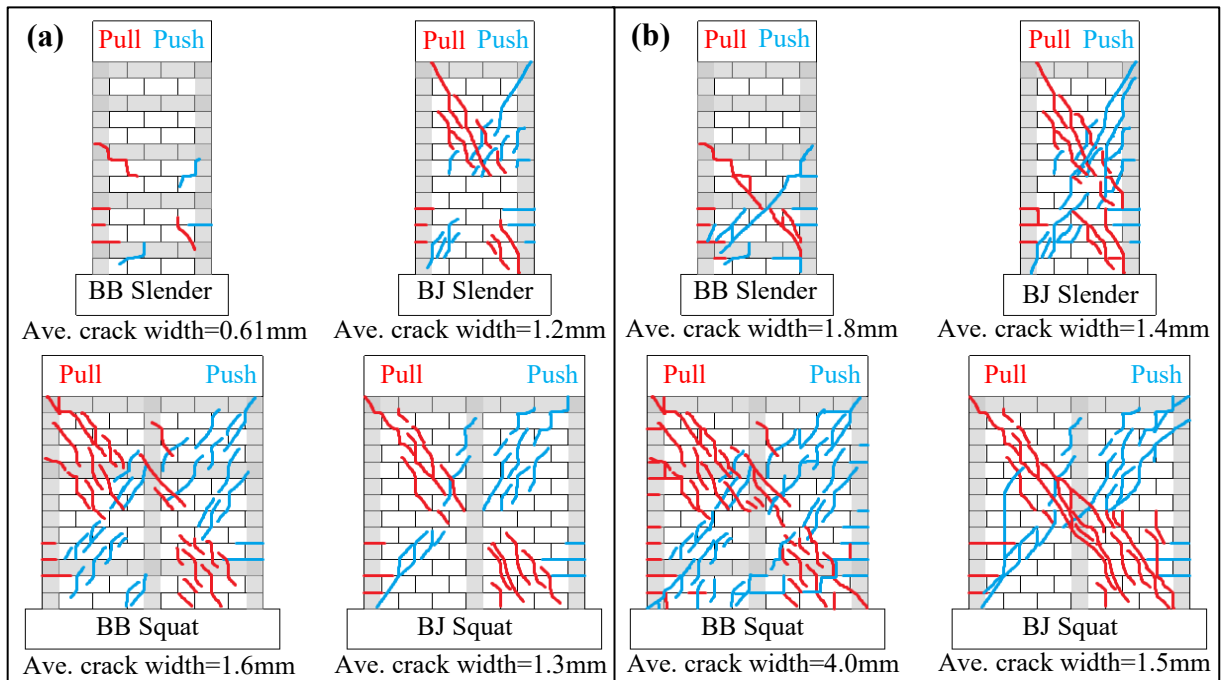 (a)
Pull Push
BB Slender
Ave. crack width=0.61mm
Pull Push
BJ Slender
Ave. crack width=1.2mm
Pull Push
BB Squat
Ave. crack width=1.6mm
Pull Push
BJ Squat
Ave. crack width=1.3mm
(b)
Pull Push
BB Slender
Ave. crack width=1.8mm
Pull Push
BJ Slender
Ave. crack width=1.4mm
Pull Push
BB Squat
Ave. crack width=4.0mm
Pull Push
BJ Squat
Ave. crack width=1.5mm